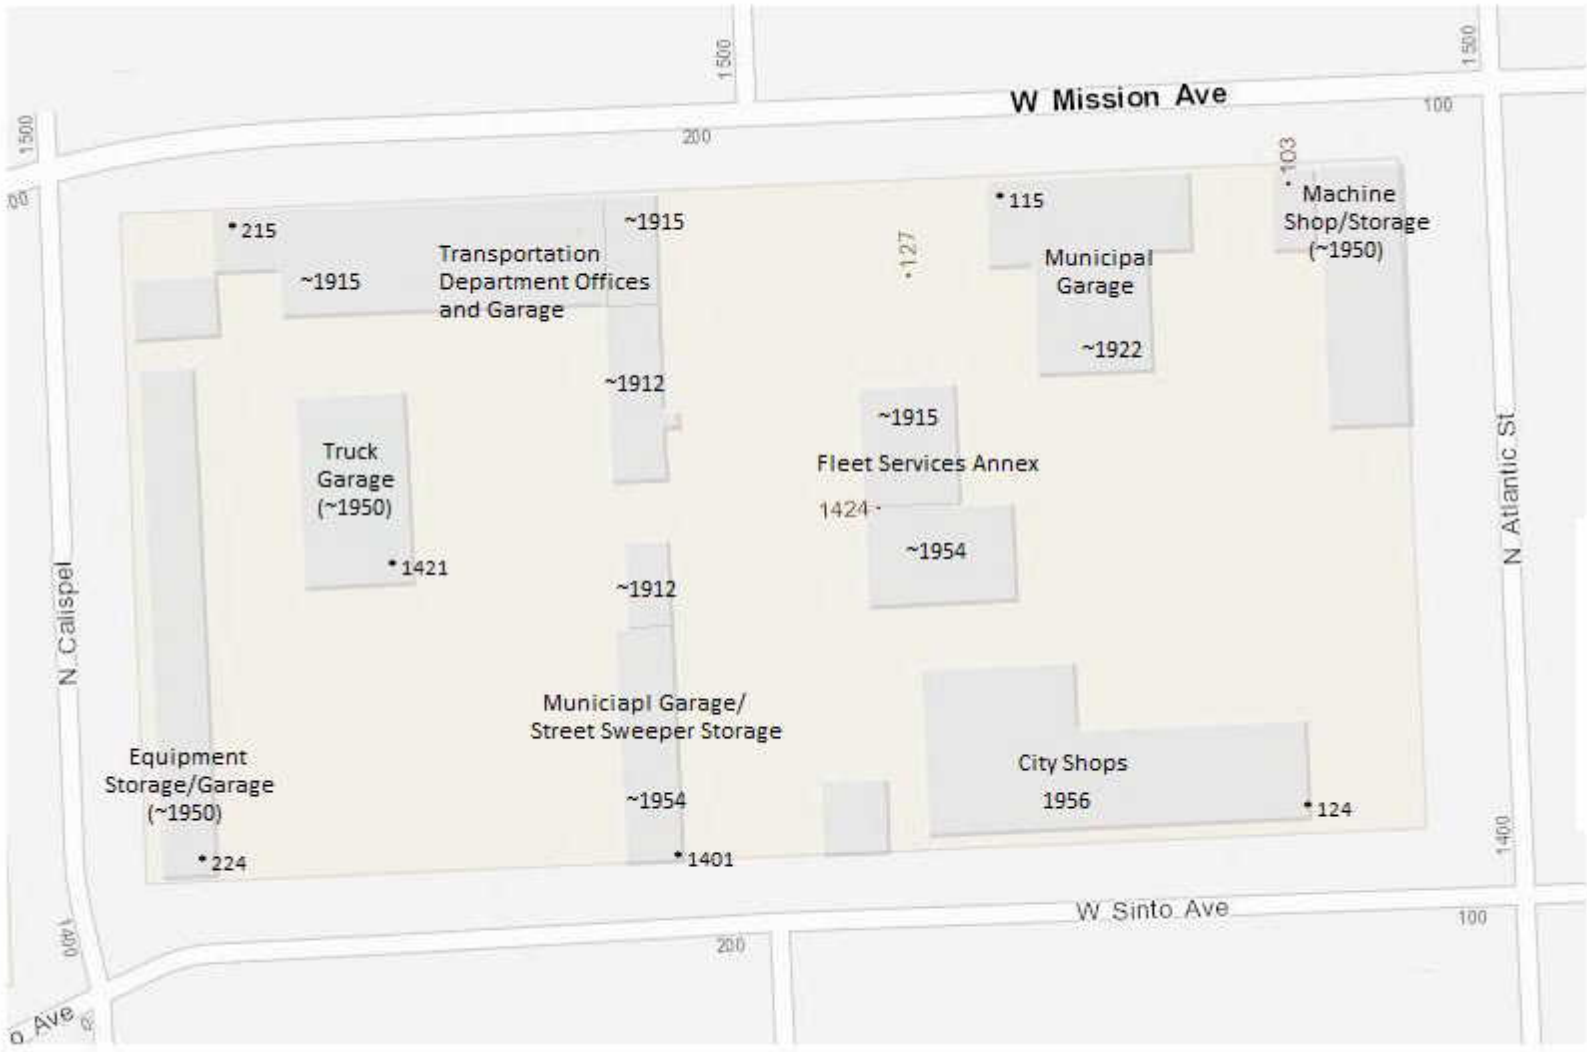 1500
1500
W Mission Ave
100
1500
200
103
Machine
Shop/Storage
(~1950)
115
~1915
215
127
Transportation
Department Offices
and Garage
~1915
Municipal
Garage
~1922
~1912
~1915
Truck
Garage
(~1950)
Fleet Services Annex
N Atlantic St
1424
~1954
1421
~1912
N Calispel
Municiapl Garage/
Street Sweeper Storage
Equipment
Storage/Garage
(~1950)
City Shops
1956
~1954
124
1400
1401
224
W Sinto Ave
100
1400
200
o Ave